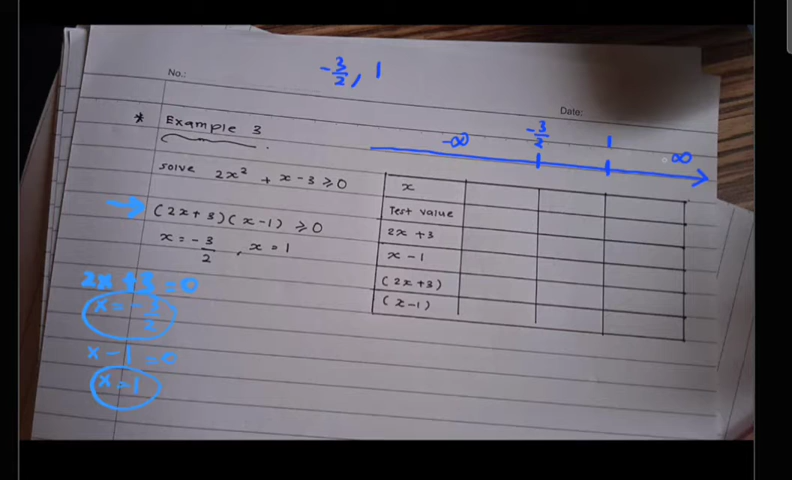 -3/2, 1
No.:
Date:
* Example 3.
-∞ -3/2 1 ∞
solve 2x² + x - 3 ≥ 0
(2x + 3)(x - 1) ≥ 0
x = -3/2, x = 1
2x + 3 = 0
x = -3/2
x - 1 = 0
x = 1
x
Test value
2x + 3
x - 1
(2x + 3)
(x - 1)